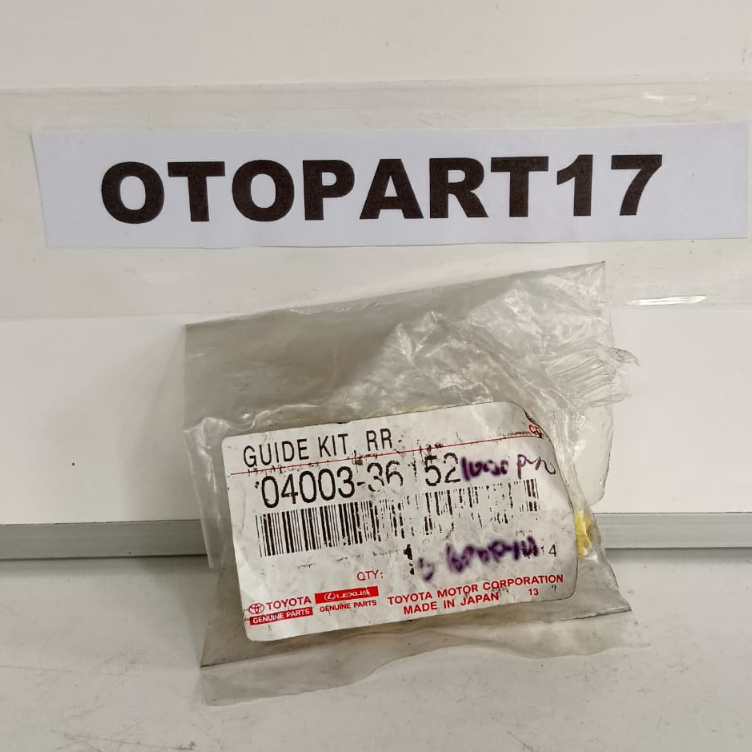 OTOPART17
GUIDE KIT, RR
04003-36152
QTY:
14
TOYOTA
GENUINE PARTS
LEXUS
GENUINE PARTS
TOYOTA MOTOR CORPORATION
MADE IN JAPAN 13